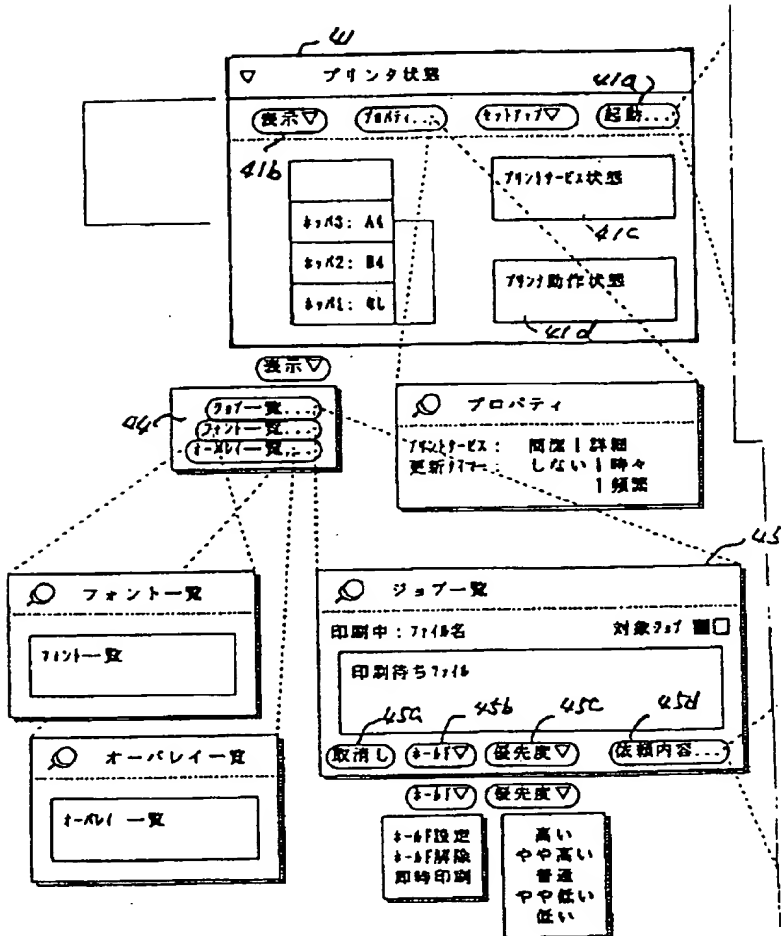 41
プリンタ状態
41a
表示▽
プロパティ...
セットアップ▽
起動...
41b
プリントサービス状態
41c
ホッパ3: A4
ホッパ2: B4
ホッパ1: なし
プリンタ動作状態
41d
表示▽
44
ジョブ一覧...
フォント一覧...
オーバレイ一覧...
プロパティ
プリントサービス: 簡潔 | 詳細
更新タイマー: しない | 時々
| 頻繁
45
フォント一覧
フォント一覧
ジョブ一覧
印刷中:ファイル名
対象ジョブ
印刷待ちファイル
45a
45b
45c
45d
取消し
ホールド▽
優先度▽
依頼内容...
オーバレイ一覧
オーバレイ 一覧
ホールド▽
優先度▽
ホールド設定
ホールド解除
即時印刷
高い
やや高い
普通
やや低い
低い